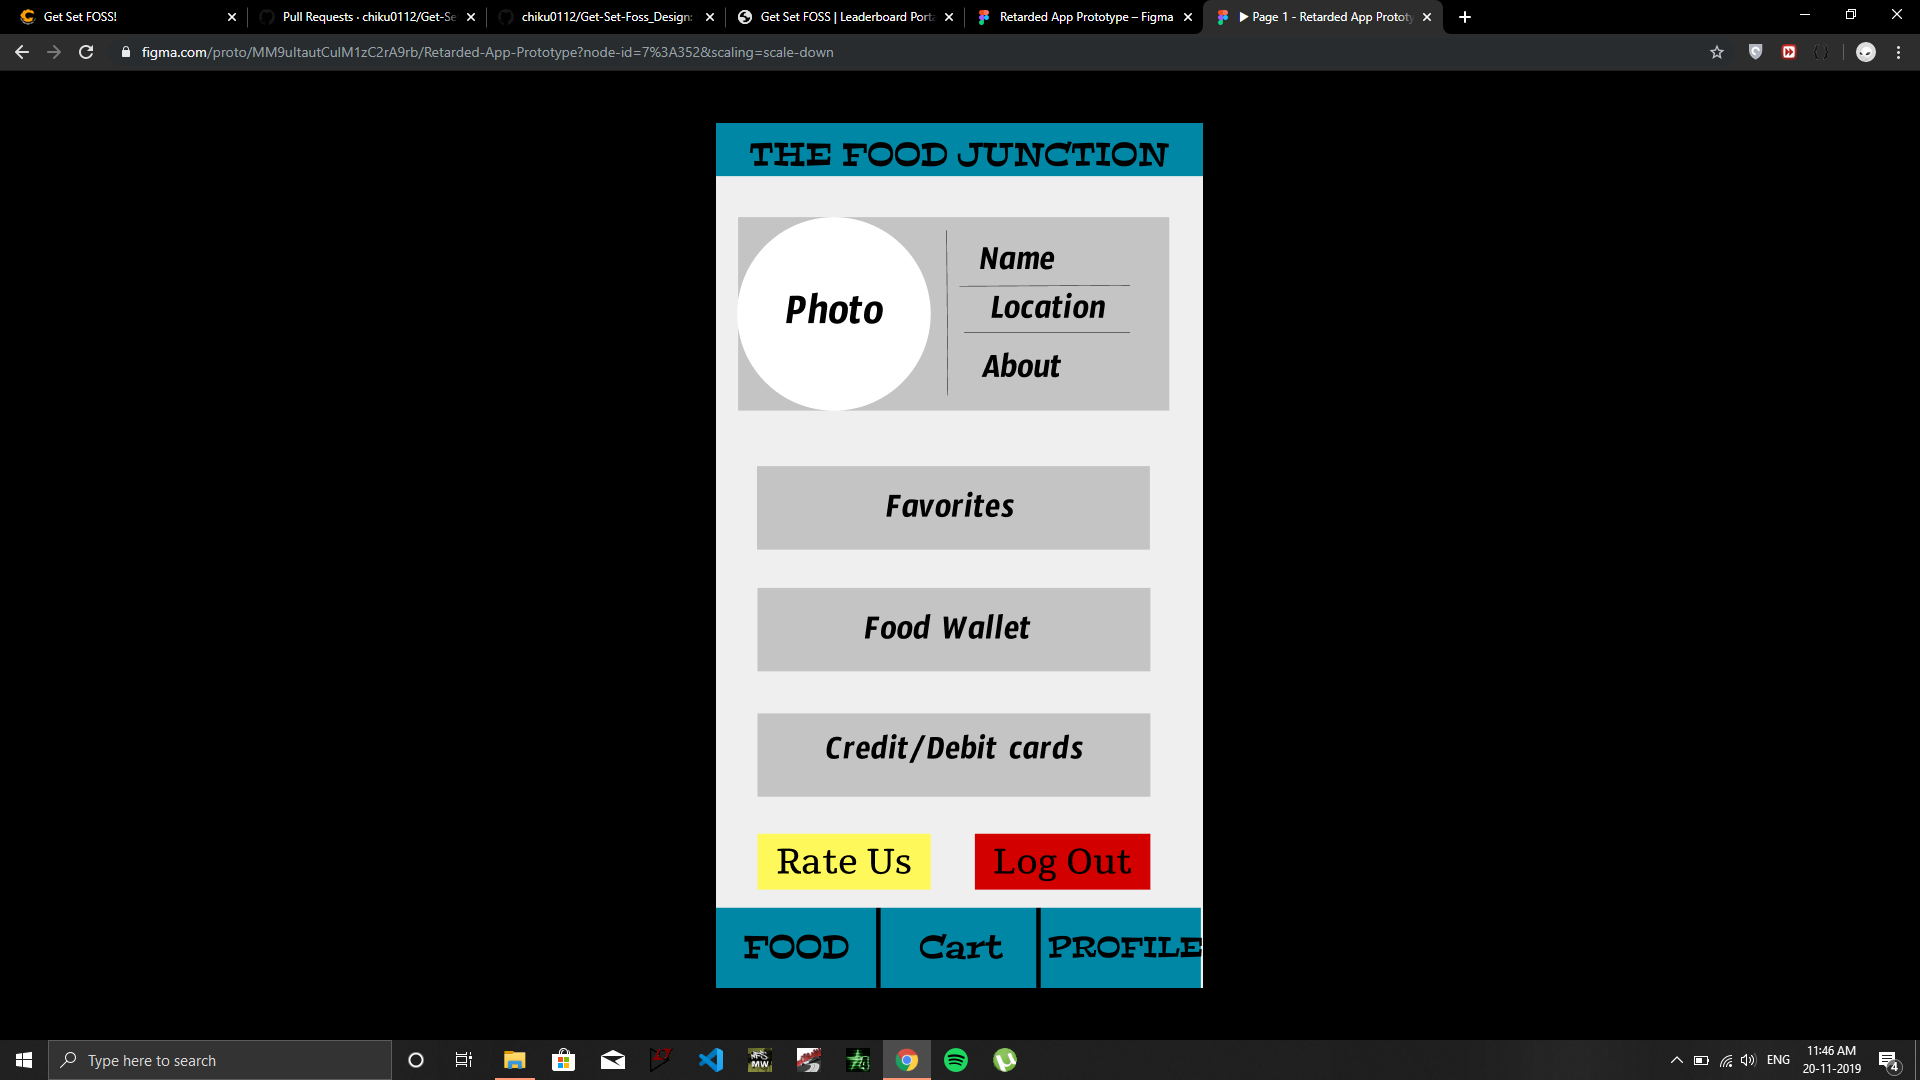 Get Set FOSS!
Pull Requests · chiku0112/Get-Se
chiku0112/Get-Set-Foss_Design:
Get Set FOSS | Leaderboard Porta
Retarded App Prototype – Figma
▶ Page 1 - Retarded App Prototy
figma.com/proto/MM9uItautCulM1zC2rA9rb/Retarded-App-Prototype?node-id=7%3A352&scaling=scale-down
THE FOOD JUNCTION
Photo
Name
Location
About
Favorites
Food Wallet
Credit/Debit cards
Rate Us
Log Out
FOOD
Cart
PROFILE
Type here to search
ENG
11:46 AM
20-11-2019
4